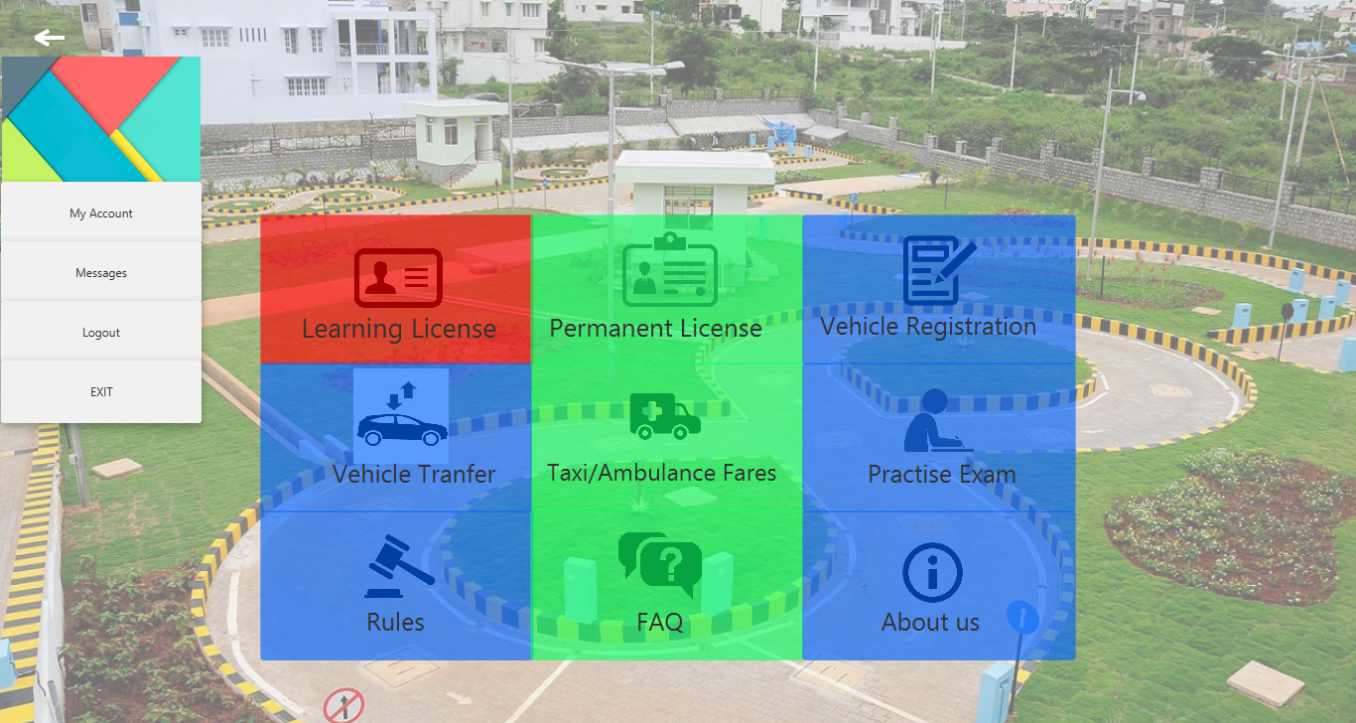 My Account
Messages
Logout
EXIT
Learning License
Permanent License
Vehicle Registration
Vehicle Tranfer
Taxi/Ambulance Fares
Practise Exam
Rules
FAQ
About us